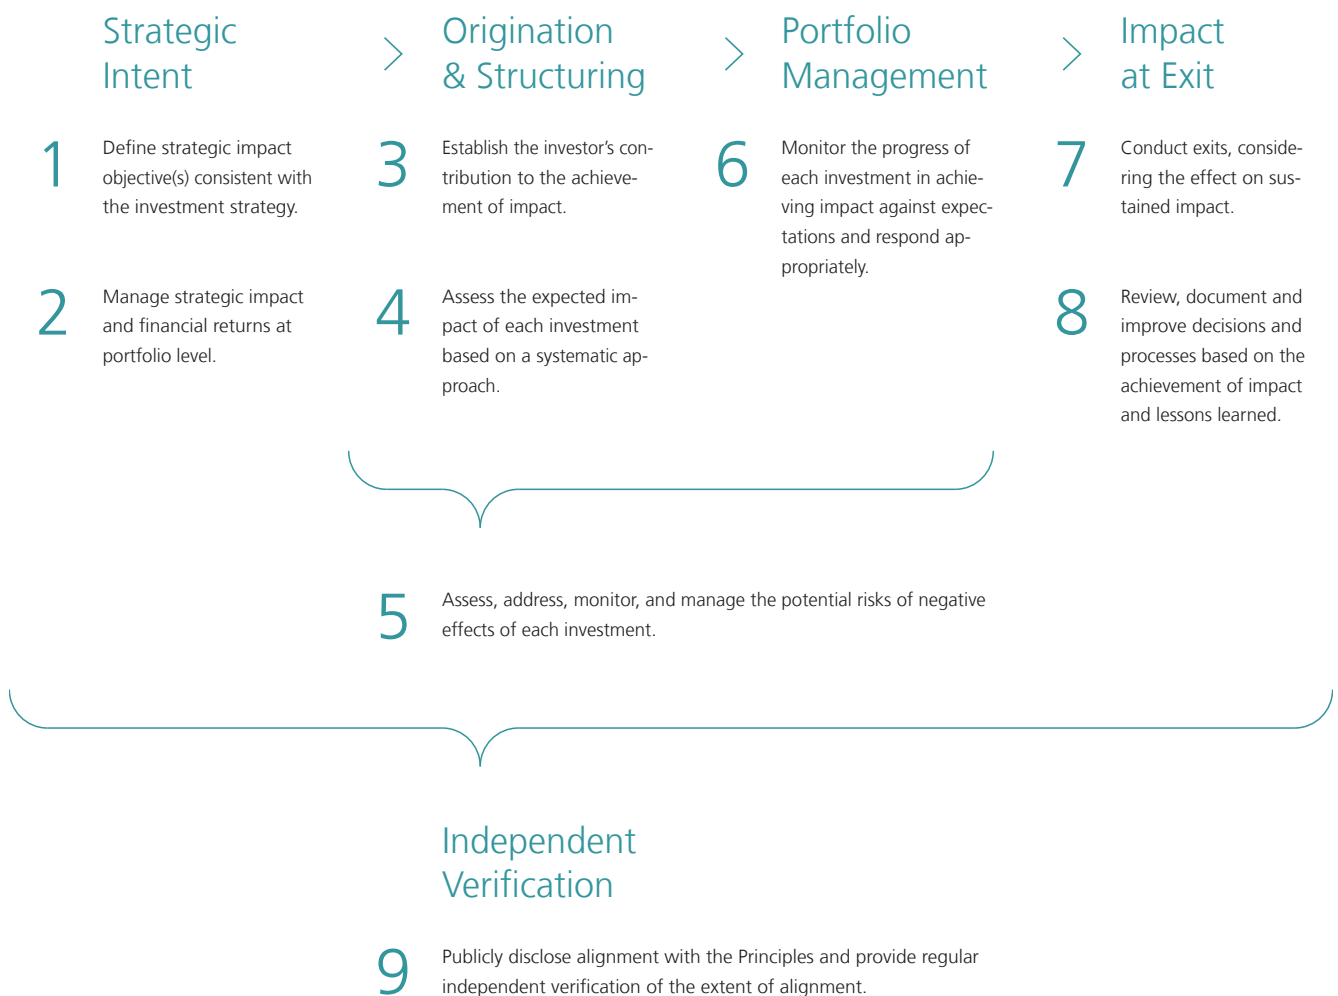 Strategic
Intent
>
Origination
& Structuring
>
Portfolio
Management
>
Impact
at Exit
1
Define strategic impact
objective(s) consistent with
the investment strategy.
2
Manage strategic impact
and financial returns at
portfolio level.
3
Establish the investor’s con-
tribution to the achieve-
ment of impact.
4
Assess the expected im-
pact of each investment
based on a systematic ap-
proach.
6
Monitor the progress of
each investment in achie-
ving impact against expec-
tations and respond ap-
propriately.
7
Conduct exits, conside-
ring the effect on sus-
tained impact.
8
Review, document and
improve decisions and
processes based on the
achievement of impact
and lessons learned.
5
Assess, address, monitor, and manage the potential risks of negative
effects of each investment.
Independent
Verification
9
Publicly disclose alignment with the Principles and provide regular
independent verification of the extent of alignment.